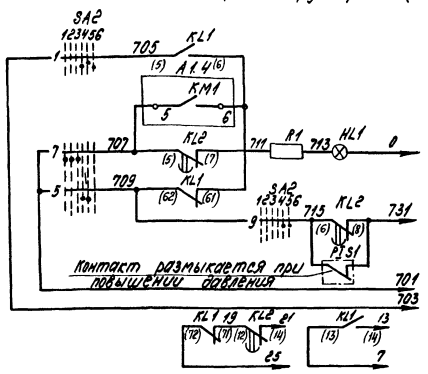 SA2
123456
1
705
KL1
(5)
(6)
A1.4
KM1
5
6
7
707
KL2
(5)
(7)
711
R1
713
HL1
0
5
709
KL1
(62)
(61)
SA2
123456
9
715
KL2
(6)
(8)
731
PIS1
Контакт размыкается при
повышении давления
701
703
KL1
19
KL2
21
(72)
(71)
(12)
(14)
25
KL1
13
(13)
(14)
7